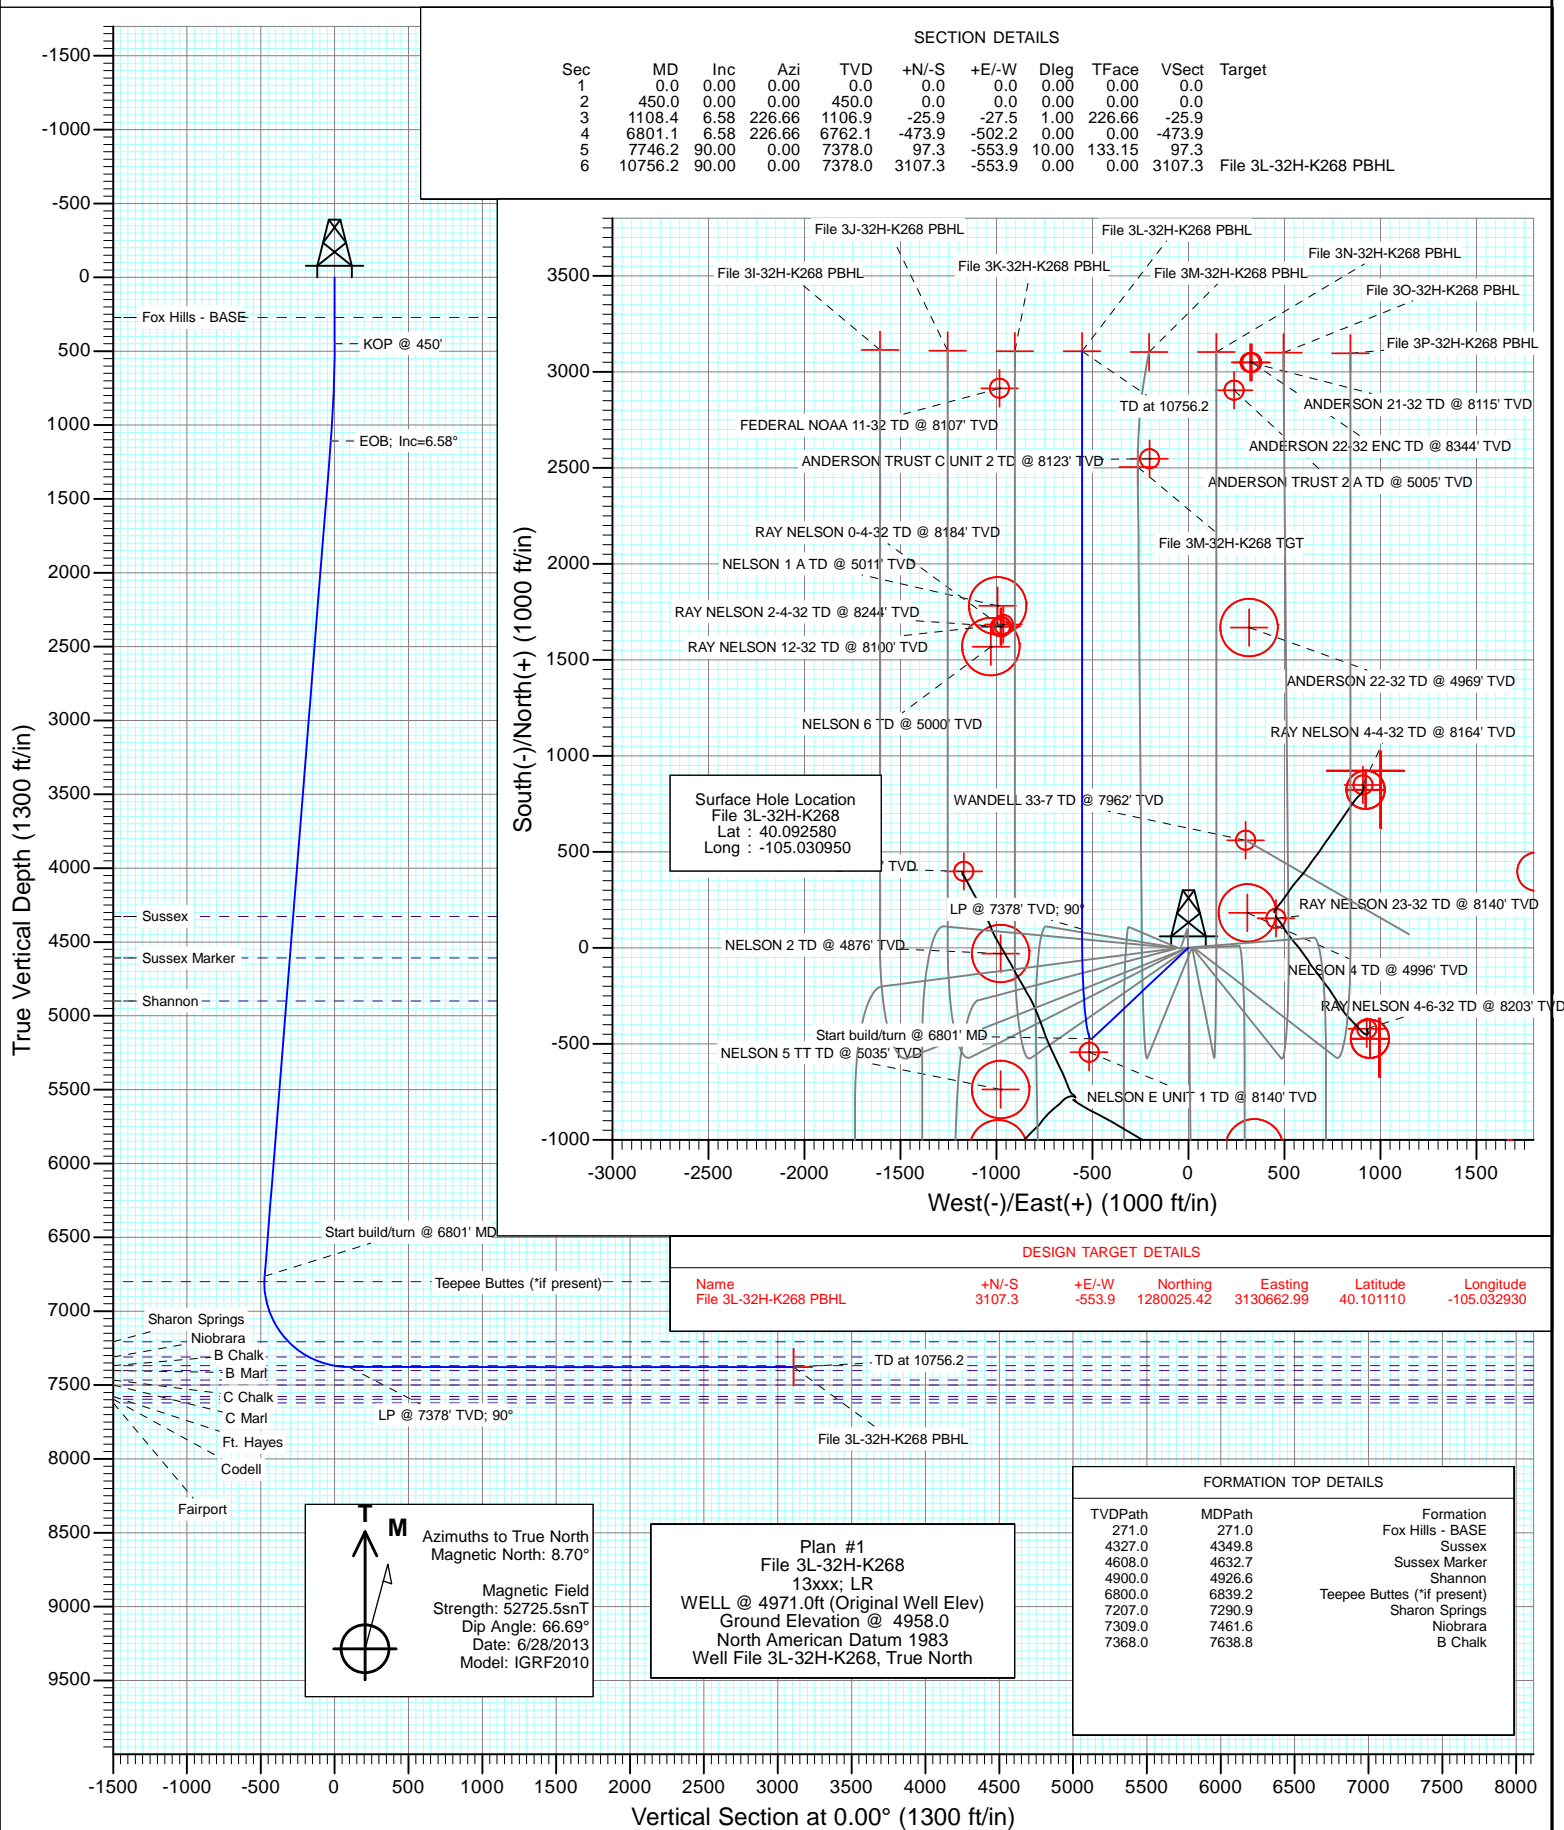 SECTION DETAILS
Sec MD Inc Azi TVD +N/-S +E/-W Dleg TFace VSect Target
1 0.0 0.00 0.00 0.0 0.0 0.0 0.00 0.00 0.0
2 450.0 0.00 0.00 450.0 0.0 0.0 0.00 0.00 0.0
3 1108.4 6.58 226.66 1106.9 -25.9 -27.5 1.00 226.66 -25.9
4 6801.1 6.58 226.66 6762.1 -473.9 -502.2 0.00 0.00 -473.9
5 7746.2 90.00 0.00 7378.0 97.3 -553.9 10.00 133.15 97.3
6 10756.2 90.00 0.00 7378.0 3107.3 -553.9 0.00 0.00 3107.3 File 3L-32H-K268 PBHL
True Vertical Depth (1300 ft/in)
-1500
-1000
-500
0
500
1000
1500
2000
2500
3000
3500
4000
4500
5000
5500
6000
6500
7000
7500
8000
8500
9000
9500
Fox Hills - BASE
KOP @ 450'
EOB; Inc=6.58°
Sussex
Sussex Marker
Shannon
Start build/turn @ 6801' MD
Teepee Buttes (*if present)
Sharon Springs
Niobrara
B Chalk
B Marl
C Chalk
C Marl
Ft. Hayes
Codell
Fairport
LP @ 7378' TVD; 90°
TD at 10756.2
File 3L-32H-K268 PBHL
-1500 -1000 -500 0 500 1000 1500 2000 2500 3000 3500 4000 4500 5000 5500 6000 6500 7000 7500 8000
Vertical Section at 0.00° (1300 ft/in)
South(-)/North(+) (1000 ft/in)
3500
3000
2500
2000
1500
1000
500
0
-500
-1000
File 3J-32H-K268 PBHL
File 3L-32H-K268 PBHL
File 3I-32H-K268 PBHL
File 3K-32H-K268 PBHL
File 3M-32H-K268 PBHL
File 3N-32H-K268 PBHL
File 3O-32H-K268 PBHL
File 3P-32H-K268 PBHL
TD at 10756.2
FEDERAL NOAA 11-32 TD @ 8107' TVD
ANDERSON 21-32 TD @ 8115' TVD
ANDERSON 22-32 ENC TD @ 8344' TVD
ANDERSON TRUST C UNIT 2 TD @ 8123' TVD
ANDERSON TRUST 2 A TD @ 5005' TVD
File 3M-32H-K268 TGT
RAY NELSON 0-4-32 TD @ 8184' TVD
NELSON 1 A TD @ 5011' TVD
RAY NELSON 2-4-32 TD @ 8244' TVD
RAY NELSON 12-32 TD @ 8100' TVD
NELSON 6 TD @ 5000' TVD
ANDERSON 22-32 TD @ 4969' TVD
RAY NELSON 4-4-32 TD @ 8164' TVD
WANDELL 33-7 TD @ 7962' TVD
Surface Hole Location
File 3L-32H-K268
Lat : 40.092580
Long : -105.030950
' TVD
LP @ 7378' TVD; 90°
RAY NELSON 23-32 TD @ 8140' TVD
NELSON 2 TD @ 4876' TVD
NELSON 4 TD @ 4996' TVD
RAY NELSON 4-6-32 TD @ 8203' TVD
Start build/turn @ 6801' MD
NELSON 5 TT TD @ 5035' TVD
NELSON E UNIT 1 TD @ 8140' TVD
-3000 -2500 -2000 -1500 -1000 -500 0 500 1000 1500
West(-)/East(+) (1000 ft/in)
DESIGN TARGET DETAILS
Name +N/-S +E/-W Northing Easting Latitude Longitude
File 3L-32H-K268 PBHL 3107.3 -553.9 1280025.42 3130662.99 40.101110 -105.032930
T
M
Azimuths to True North
Magnetic North: 8.70°
Magnetic Field
Strength: 52725.5snT
Dip Angle: 66.69°
Date: 6/28/2013
Model: IGRF2010
Plan #1
File 3L-32H-K268
13xxx; LR
WELL @ 4971.0ft (Original Well Elev)
Ground Elevation @ 4958.0
North American Datum 1983
Well File 3L-32H-K268, True North
FORMATION TOP DETAILS
TVDPath MDPath Formation
271.0 271.0 Fox Hills - BASE
4327.0 4349.8 Sussex
4608.0 4632.7 Sussex Marker
4900.0 4926.6 Shannon
6800.0 6839.2 Teepee Buttes (*if present)
7207.0 7290.9 Sharon Springs
7309.0 7461.6 Niobrara
7368.0 7638.8 B Chalk